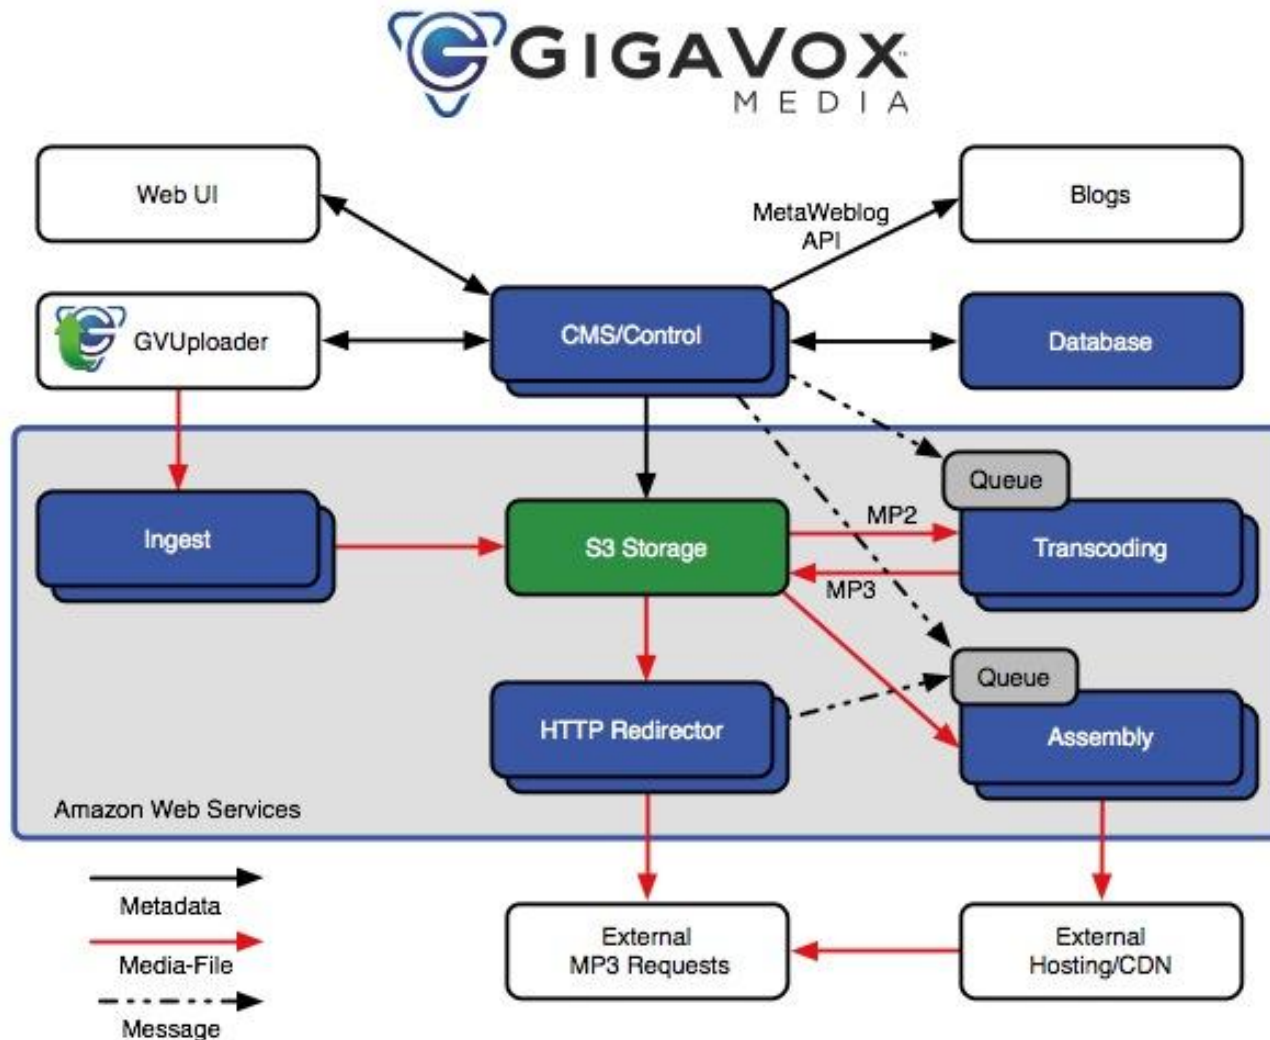 GIGAVOX
MEDIA
Web UI
MetaWeblog
API
Blogs
GVUploader
CMS/Control
Database
Queue
Ingest
S3 Storage
MP2
Transcoding
MP3
Queue
HTTP Redirector
Assembly
Amazon Web Services
Metadata
External
MP3 Requests
External
Hosting/CDN
Media-File
Message